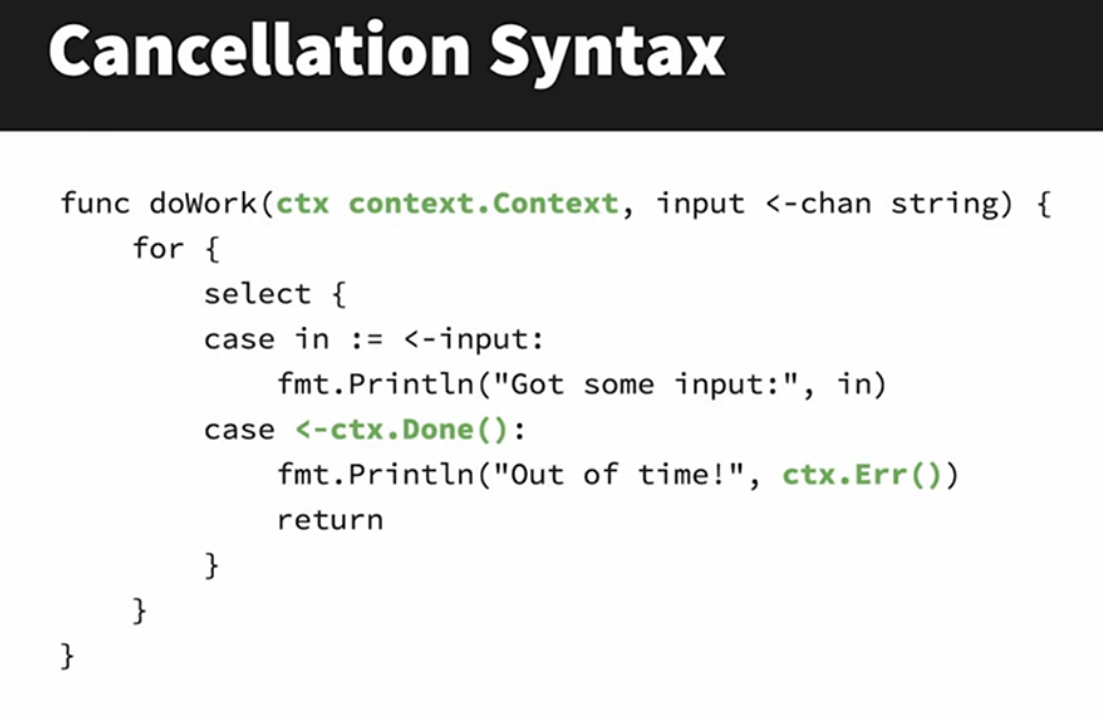 Cancellation Syntax
func doWork(ctx context.Context, input <-chan string) {
    for {
        select {
        case in := <-input:
            fmt.Println("Got some input:", in)
        case <-ctx.Done():
            fmt.Println("Out of time!", ctx.Err())
            return
        }
    }
}